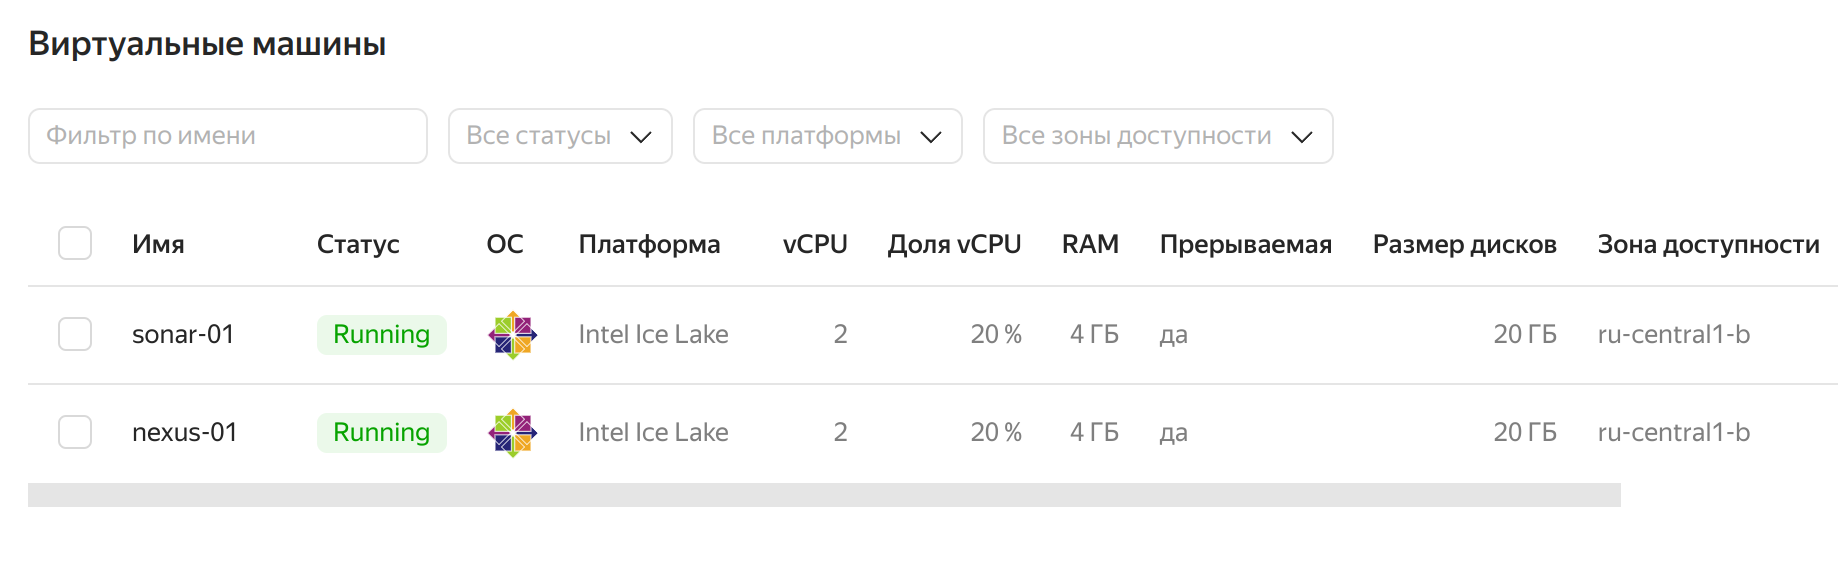 Виртуальные машины
Фильтр по имени Все статусы Все платформы Все зоны доступности
Имя Статус ОС Платформа vCPU Доля vCPU RAM Прерываемая Размер дисков Зона доступности
sonar-01 Running Intel Ice Lake 2 20 % 4 ГБ да 20 ГБ ru-central1-b
nexus-01 Running Intel Ice Lake 2 20 % 4 ГБ да 20 ГБ ru-central1-b